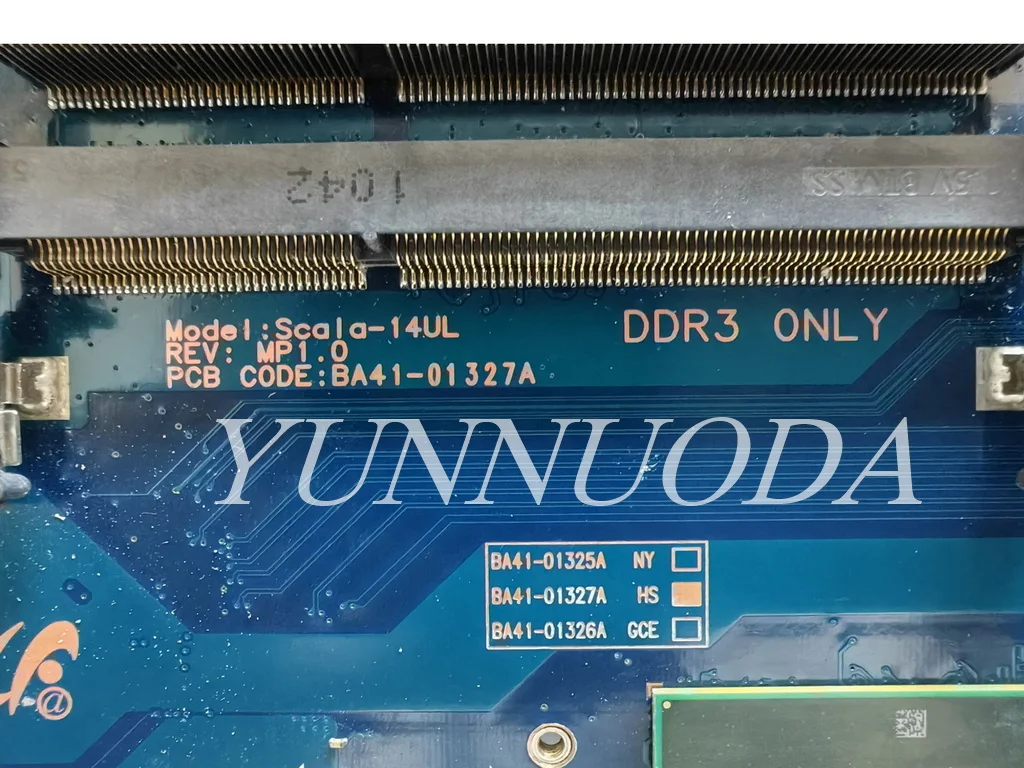 1042
Model:Scala-14UL
REV: MP1.0
PCB CODE:BA41-01327A
DDR3 ONLY
YUNNUODA
BA41-01325A NY
BA41-01327A HS
BA41-01326A GCE
@